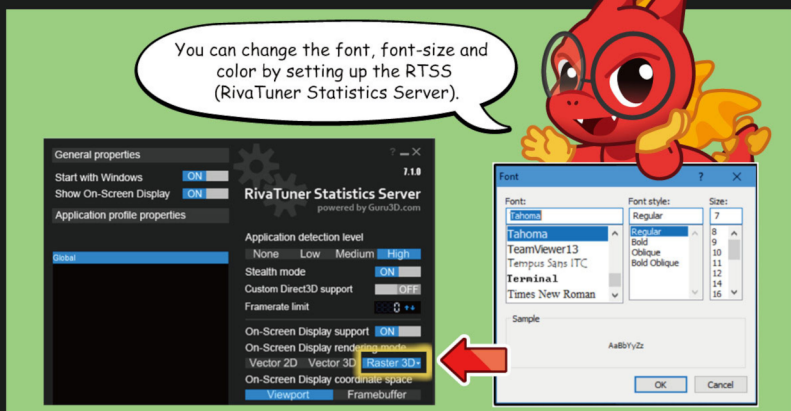 You can change the font, font-size and
color by setting up the RTSS
(RivaTuner Statistics Server).
General properties
Start with Windows ON
Show On-Screen Display ON
Application profile properties
Global
? – ×
7.1.0
RivaTuner Statistics Server
powered by Guru3D.com
Application detection level
None Low Medium High
Stealth mode ON
Custom Direct3D support OFF
Framerate limit 0
On-Screen Display support ON
On-Screen Display rendering mode
Vector 2D Vector 3D Raster 3D
On-Screen Display coordinate space
Viewport Framebuffer
Font ? ×
Font: Font style: Size:
Tahoma Regular 7
Tahoma Regular 8
TeamViewer13 Bold 9
Tempus Sans ITC Oblique 10
Terminal Bold Oblique 11
Times New Roman 12
14
16
Sample
AaBbYyZz
OK Cancel